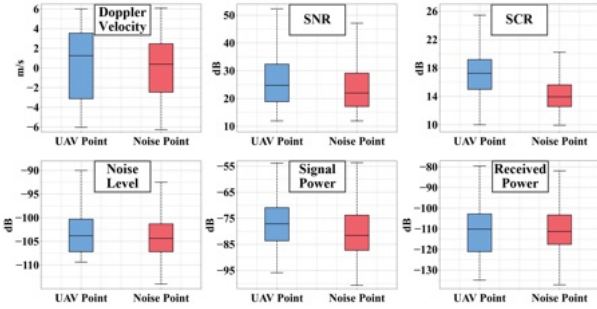 Doppler
Velocity
m/s
6
4
2
0
−2
−4
−6
UAV Point
Noise Point
SNR
dB
50
40
30
20
10
UAV Point
Noise Point
SCR
dB
26
22
18
14
10
UAV Point
Noise Point
Noise
Level
dB
−90
−95
−100
−105
−110
UAV Point
Noise Point
Signal
Power
dB
−55
−65
−75
−85
−95
UAV Point
Noise Point
Received
Power
dB
−80
−90
−100
−110
−120
−130
UAV Point
Noise Point